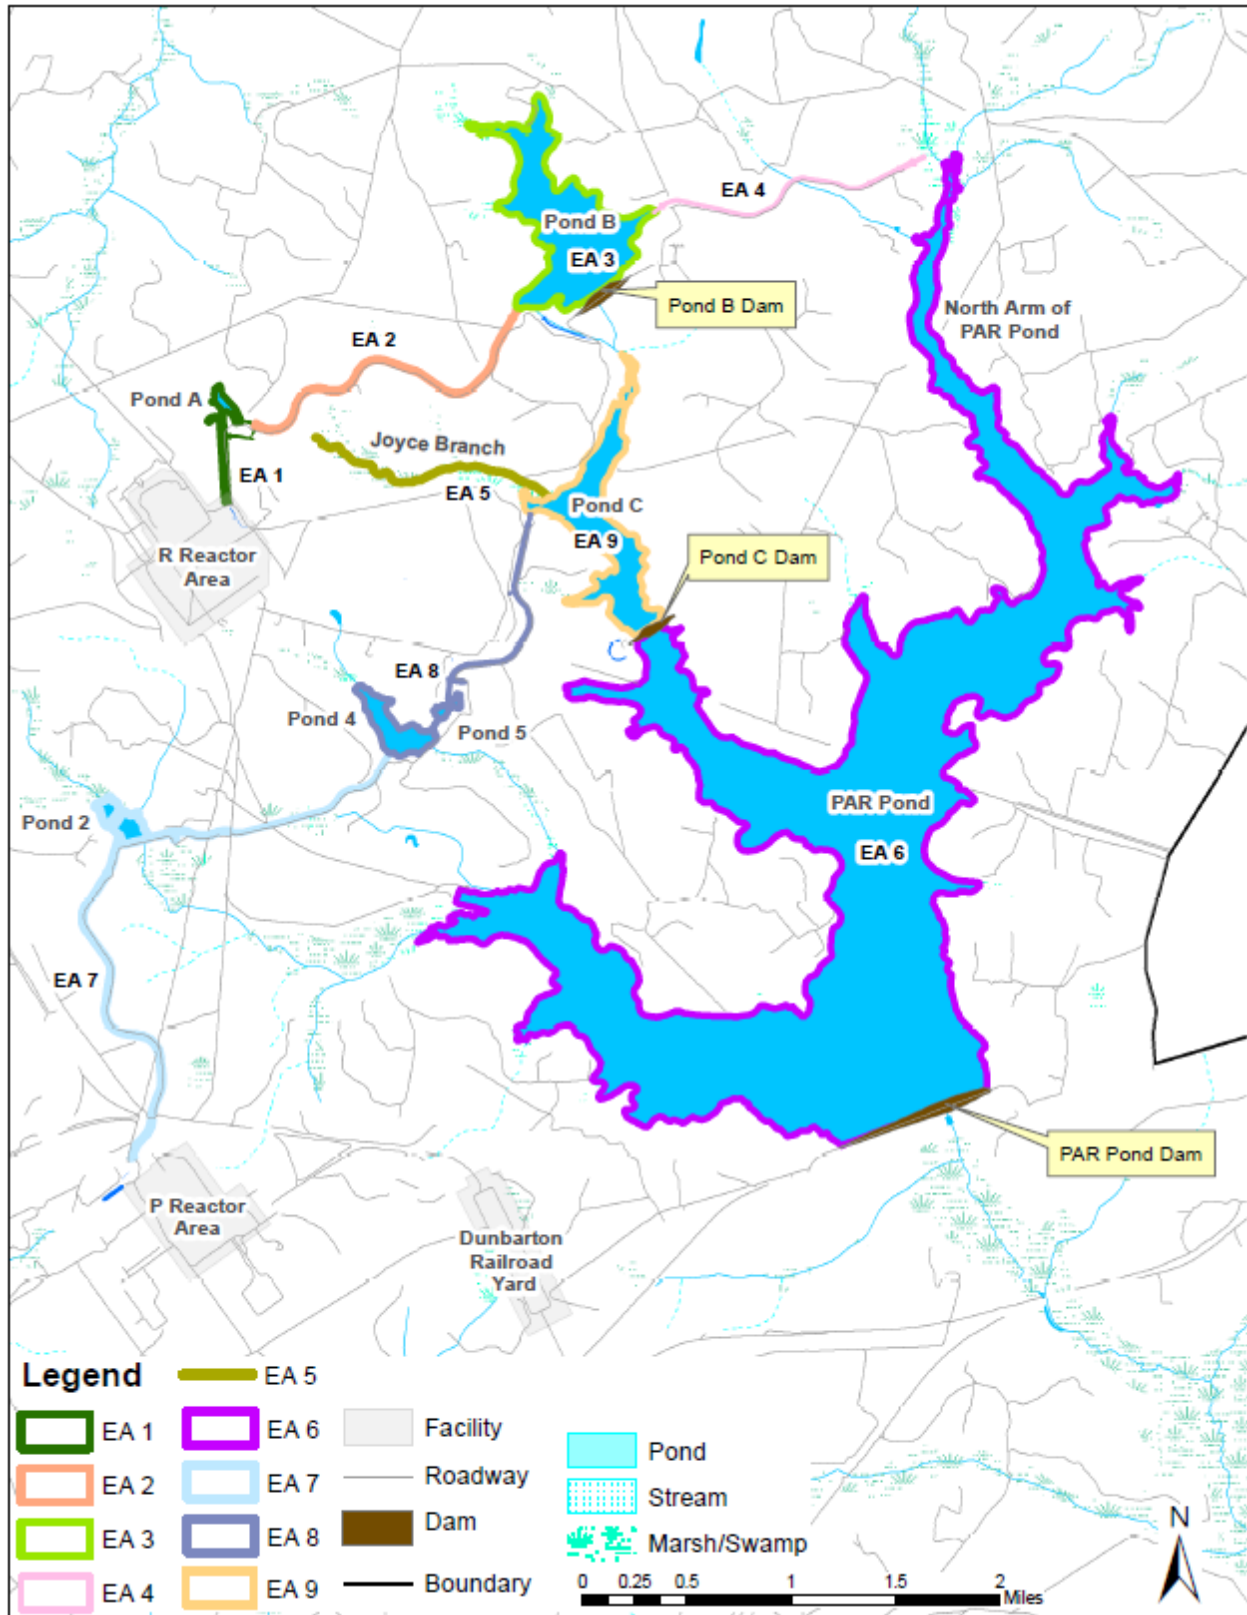 EA 4
Pond B
EA 3
Pond B Dam
North Arm of
PAR Pond
EA 2
Pond A
Joyce Branch
EA 1
EA 5
Pond C
EA 9
Pond C Dam
R Reactor
Area
EA 8
Pond 4
Pond 5
PAR Pond
Pond 2
EA 6
EA 7
PAR Pond Dam
P Reactor
Area
Dunbarton
Railroad
Yard
Legend
EA 1
EA 2
EA 3
EA 4
EA 5
EA 6
EA 7
EA 8
EA 9
Facility
Roadway
Dam
Boundary
Pond
Stream
Marsh/Swamp
N
0 0.25 0.5 1 1.5 2
Miles